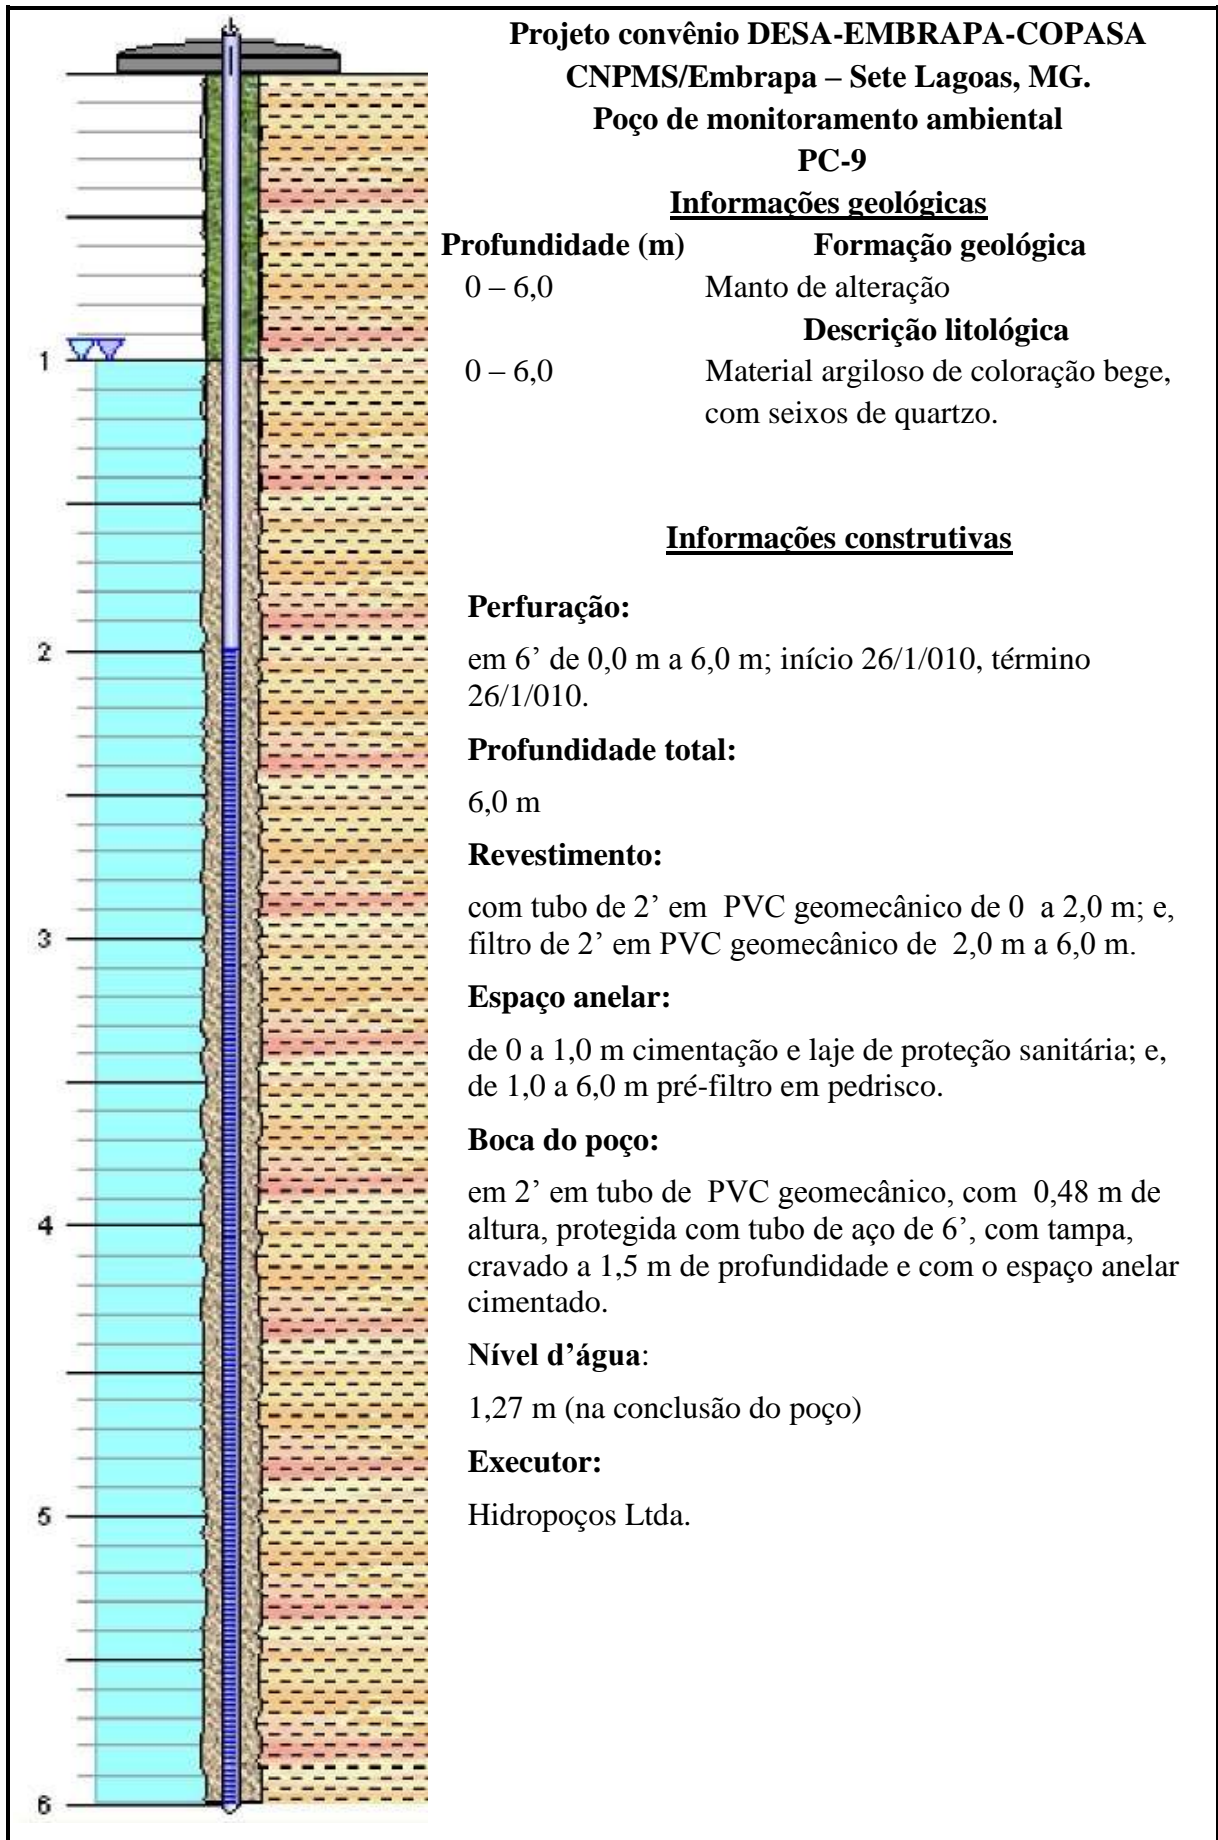 Projeto convênio DESA-EMBRAPA-COPASA
CNPMS/Embrapa – Sete Lagoas, MG.
Poço de monitoramento ambiental
PC-9
Informações geológicas
Profundidade (m) Formação geológica
0 – 6,0 Manto de alteração
Descrição litológica
0 – 6,0 Material argiloso de coloração bege,
com seixos de quartzo.
Informações construtivas
Perfuração:
em 6’ de 0,0 m a 6,0 m; início 26/1/010, término
26/1/010.
Profundidade total:
6,0 m
Revestimento:
com tubo de 2’ em PVC geomecânico de 0 a 2,0 m; e,
filtro de 2’ em PVC geomecânico de 2,0 m a 6,0 m.
Espaço anelar:
de 0 a 1,0 m cimentação e laje de proteção sanitária; e,
de 1,0 a 6,0 m pré-filtro em pedrisco.
Boca do poço:
em 2’ em tubo de PVC geomecânico, com 0,48 m de
altura, protegida com tubo de aço de 6’, com tampa,
cravado a 1,5 m de profundidade e com o espaço anelar
cimentado.
Nível d’água:
1,27 m (na conclusão do poço)
Executor:
Hidropoços Ltda.
1
2
3
4
5
6